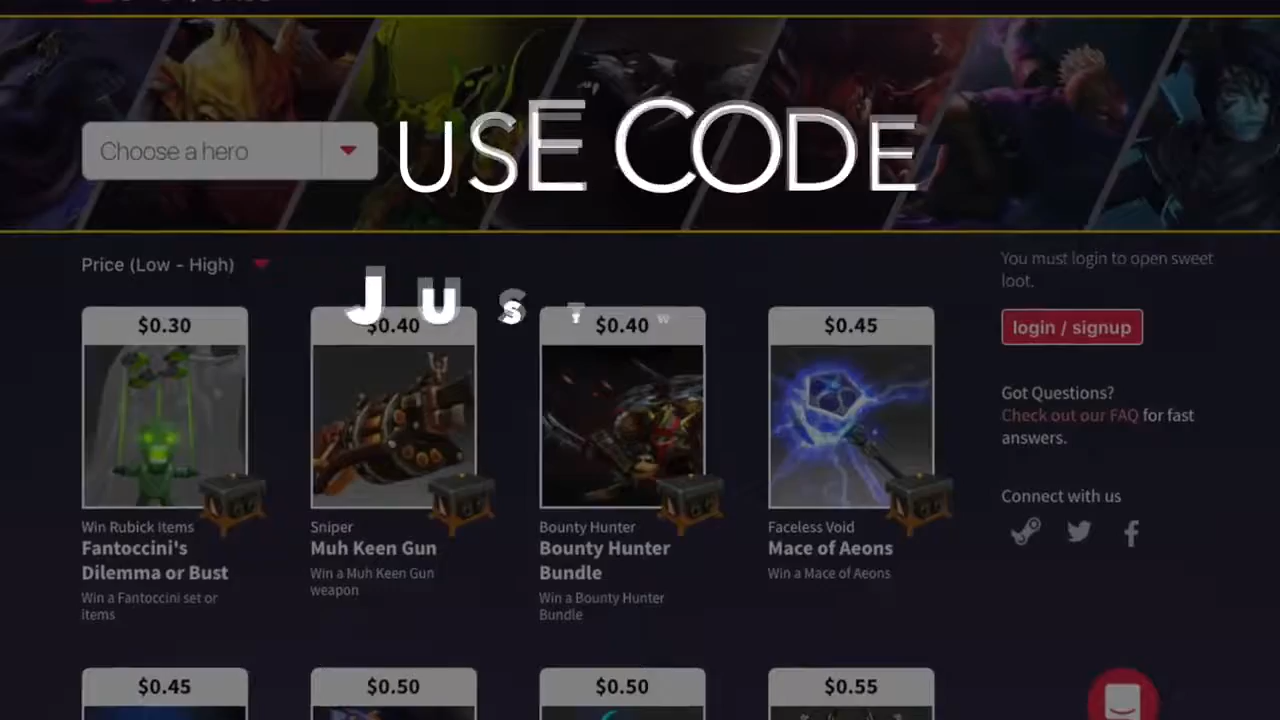 USE CODE
Choose a hero
Price (Low - High)
JUSTW
You must login to open sweet
loot.
login / signup
Got Questions?
Check out our FAQ for fast
answers.
Connect with us
$0.30
Win Rubick Items
Fantoccini's
Dilemma or Bust
Win a Fantoccini set or
items
$0.40
Sniper
Muh Keen Gun
Win a Muh Keen Gun
weapon
$0.40
Bounty Hunter
Bounty Hunter
Bundle
Win a Bounty Hunter
Bundle
$0.45
Faceless Void
Mace of Aeons
Win a Mace of Aeons
$0.45
$0.50
$0.50
$0.55